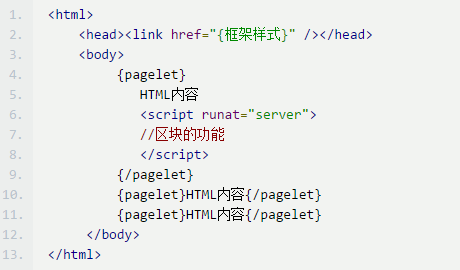 1. <html>
2.     <head><link href="{框架样式}" /></head>
3.     <body>
4.          {pagelet}
5.             HTML内容
6.             <script runat="server">
7.             //区块的功能
8.             </script>
9.          {/pagelet}
10.          {pagelet}HTML内容{/pagelet}
11.          {pagelet}HTML内容{/pagelet}
12.      </body>
13. </html>